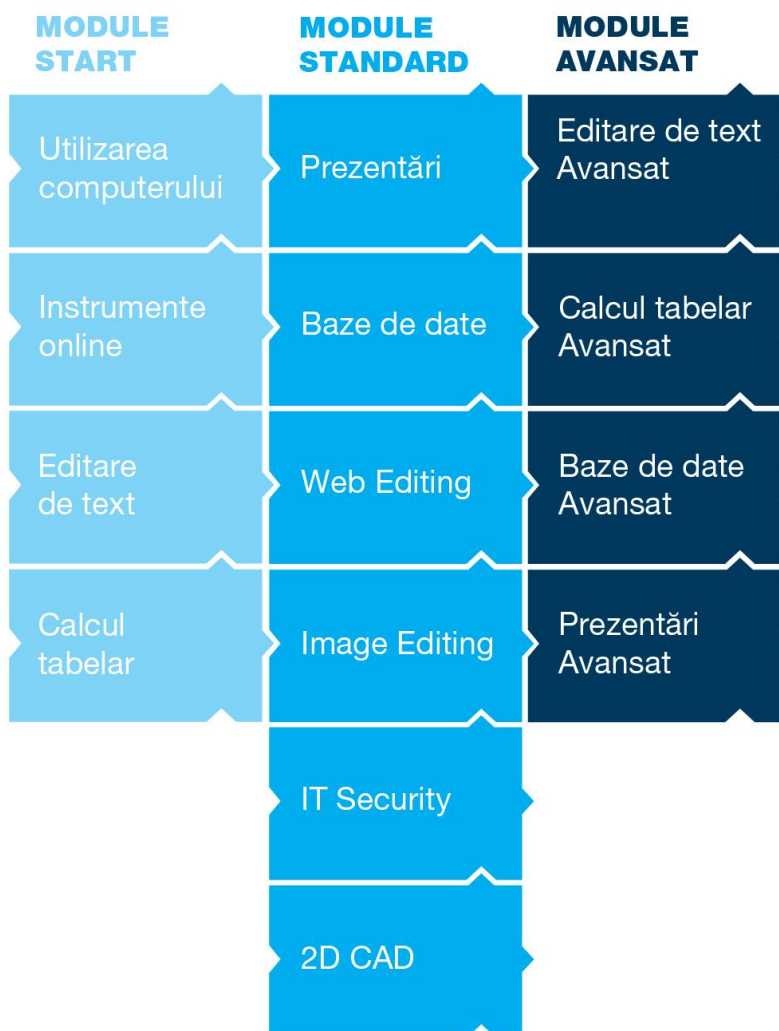 MODULE
START
Utilizarea
computerului
Instrumente
online
Editare
de text
Calcul
tabelar
MODULE
STANDARD
Prezentări
Baze de date
Web Editing
Image Editing
IT Security
2D CAD
MODULE
AVANSAT
Editare de text
Avansat
Calcul tabelar
Avansat
Baze de date
Avansat
Prezentări
Avansat